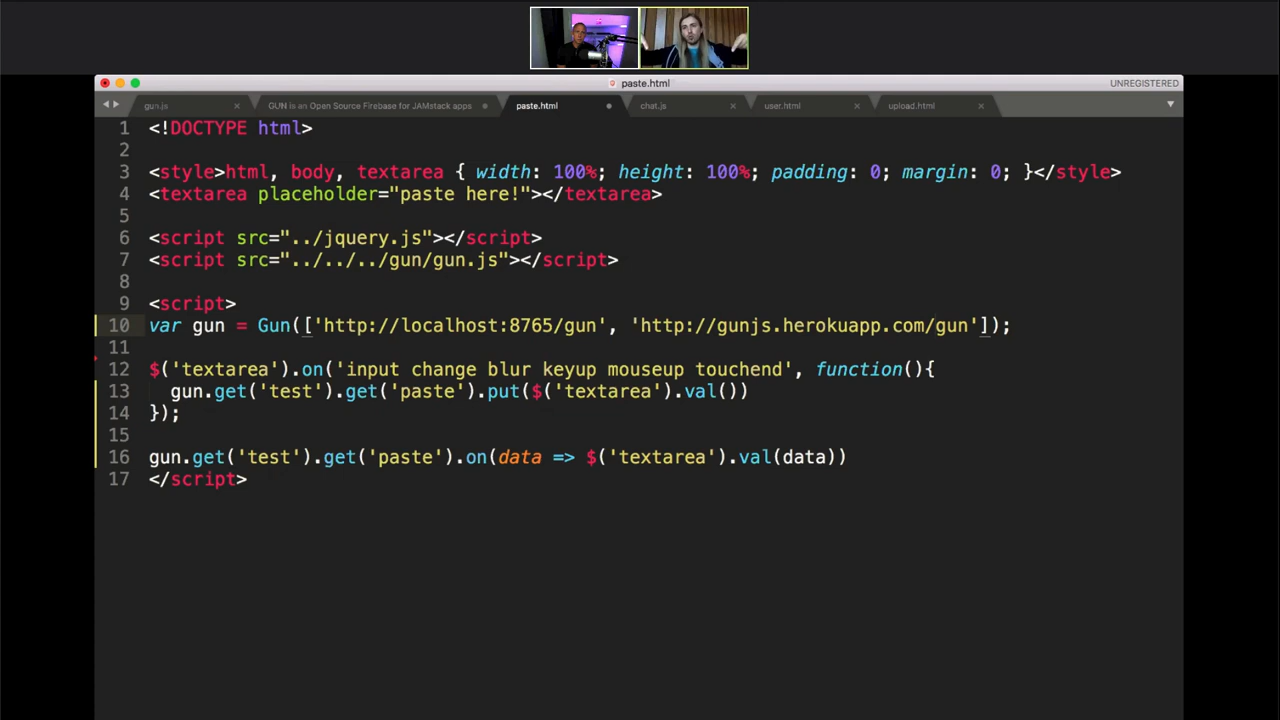 paste.html
UNREGISTERED
gun.js
GUN is an Open Source Firebase for JAMstack apps
paste.html
chat.js
user.html
upload.html
1 <!DOCTYPE html>
2
3 <style>html, body, textarea { width: 100%; height: 100%; padding: 0; margin: 0; }</style>
4 <textarea placeholder="paste here!"></textarea>
5
6 <script src="../jquery.js"></script>
7 <script src="../../../gun/gun.js"></script>
8
9 <script>
10 var gun = Gun(['http://localhost:8765/gun', 'http://gunjs.herokuapp.com/gun']);
11
12 $('textarea').on('input change blur keyup mouseup touchend', function(){
13   gun.get('test').get('paste').put($('textarea').val())
14 });
15
16 gun.get('test').get('paste').on(data => $('textarea').val(data))
17 </script>